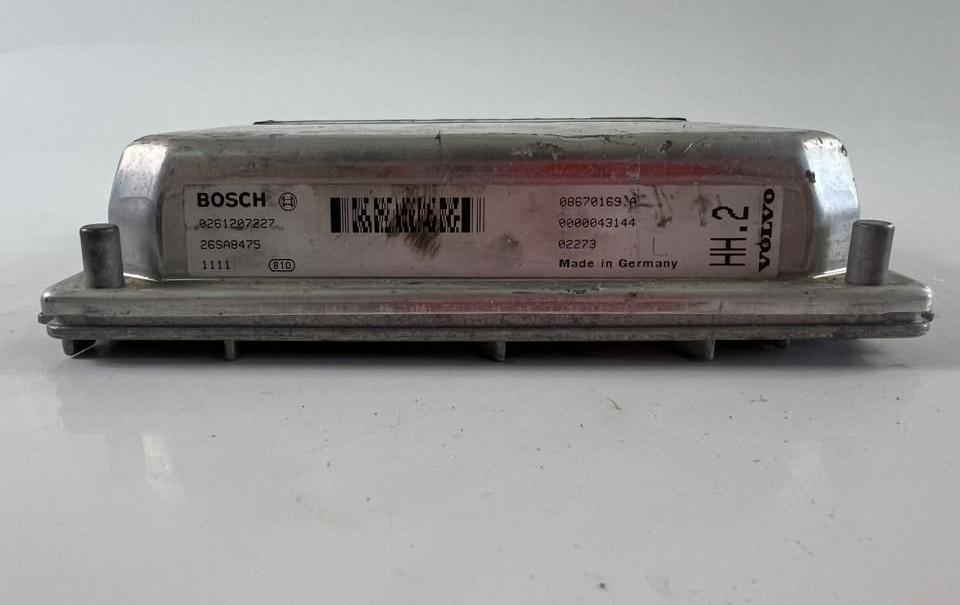 BOSCH
0261207227
26SA8475
1111 810
08670169 A
0000043144
02273
Made in Germany
HH.2
VOLVO